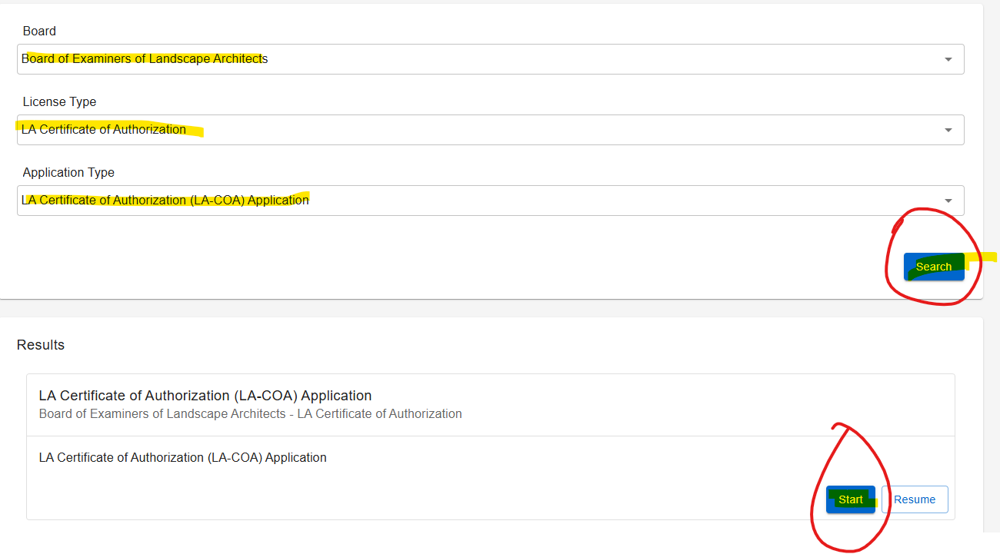 Board
Board of Examiners of Landscape Architects
License Type
LA Certificate of Authorization
Application Type
LA Certificate of Authorization (LA-COA) Application
Search
Results
LA Certificate of Authorization (LA-COA) Application
Board of Examiners of Landscape Architects - LA Certificate of Authorization
LA Certificate of Authorization (LA-COA) Application
Start Resume